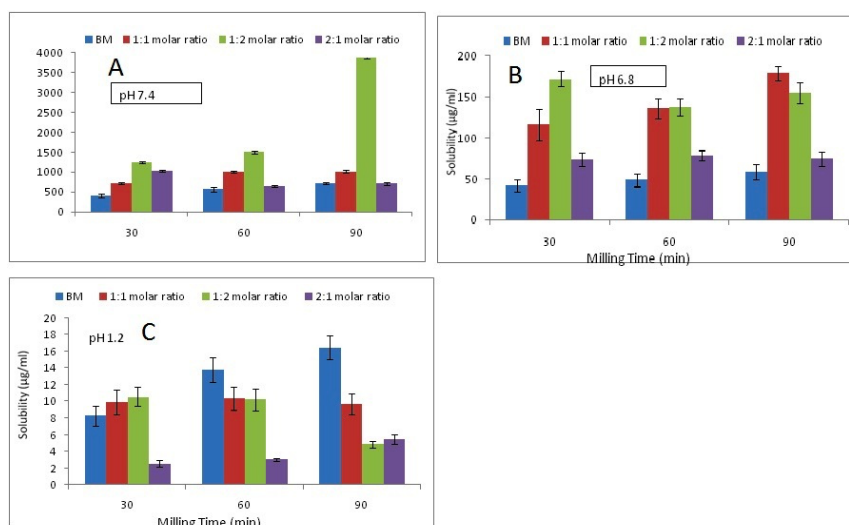 BM 1:1 molar ratio 1:2 molar ratio 2:1 molar ratio
A
pH 7.4
4000
3500
3000
2500
2000
1500
1000
500
0
30 60 90
BM 1:1 molar ratio 1:2 molar ratio 2:1 molar ratio
B
pH 6.8
Solubility (µg/ml)
200
150
100
50
0
30 60 90
Milling Time (min)
BM 1:1 molar ratio 1:2 molar ratio 2:1 molar ratio
pH 1.2
C
Solubility (µg/ml)
20
18
16
14
12
10
8
6
4
2
0
30 60 90
Milling Time (min)